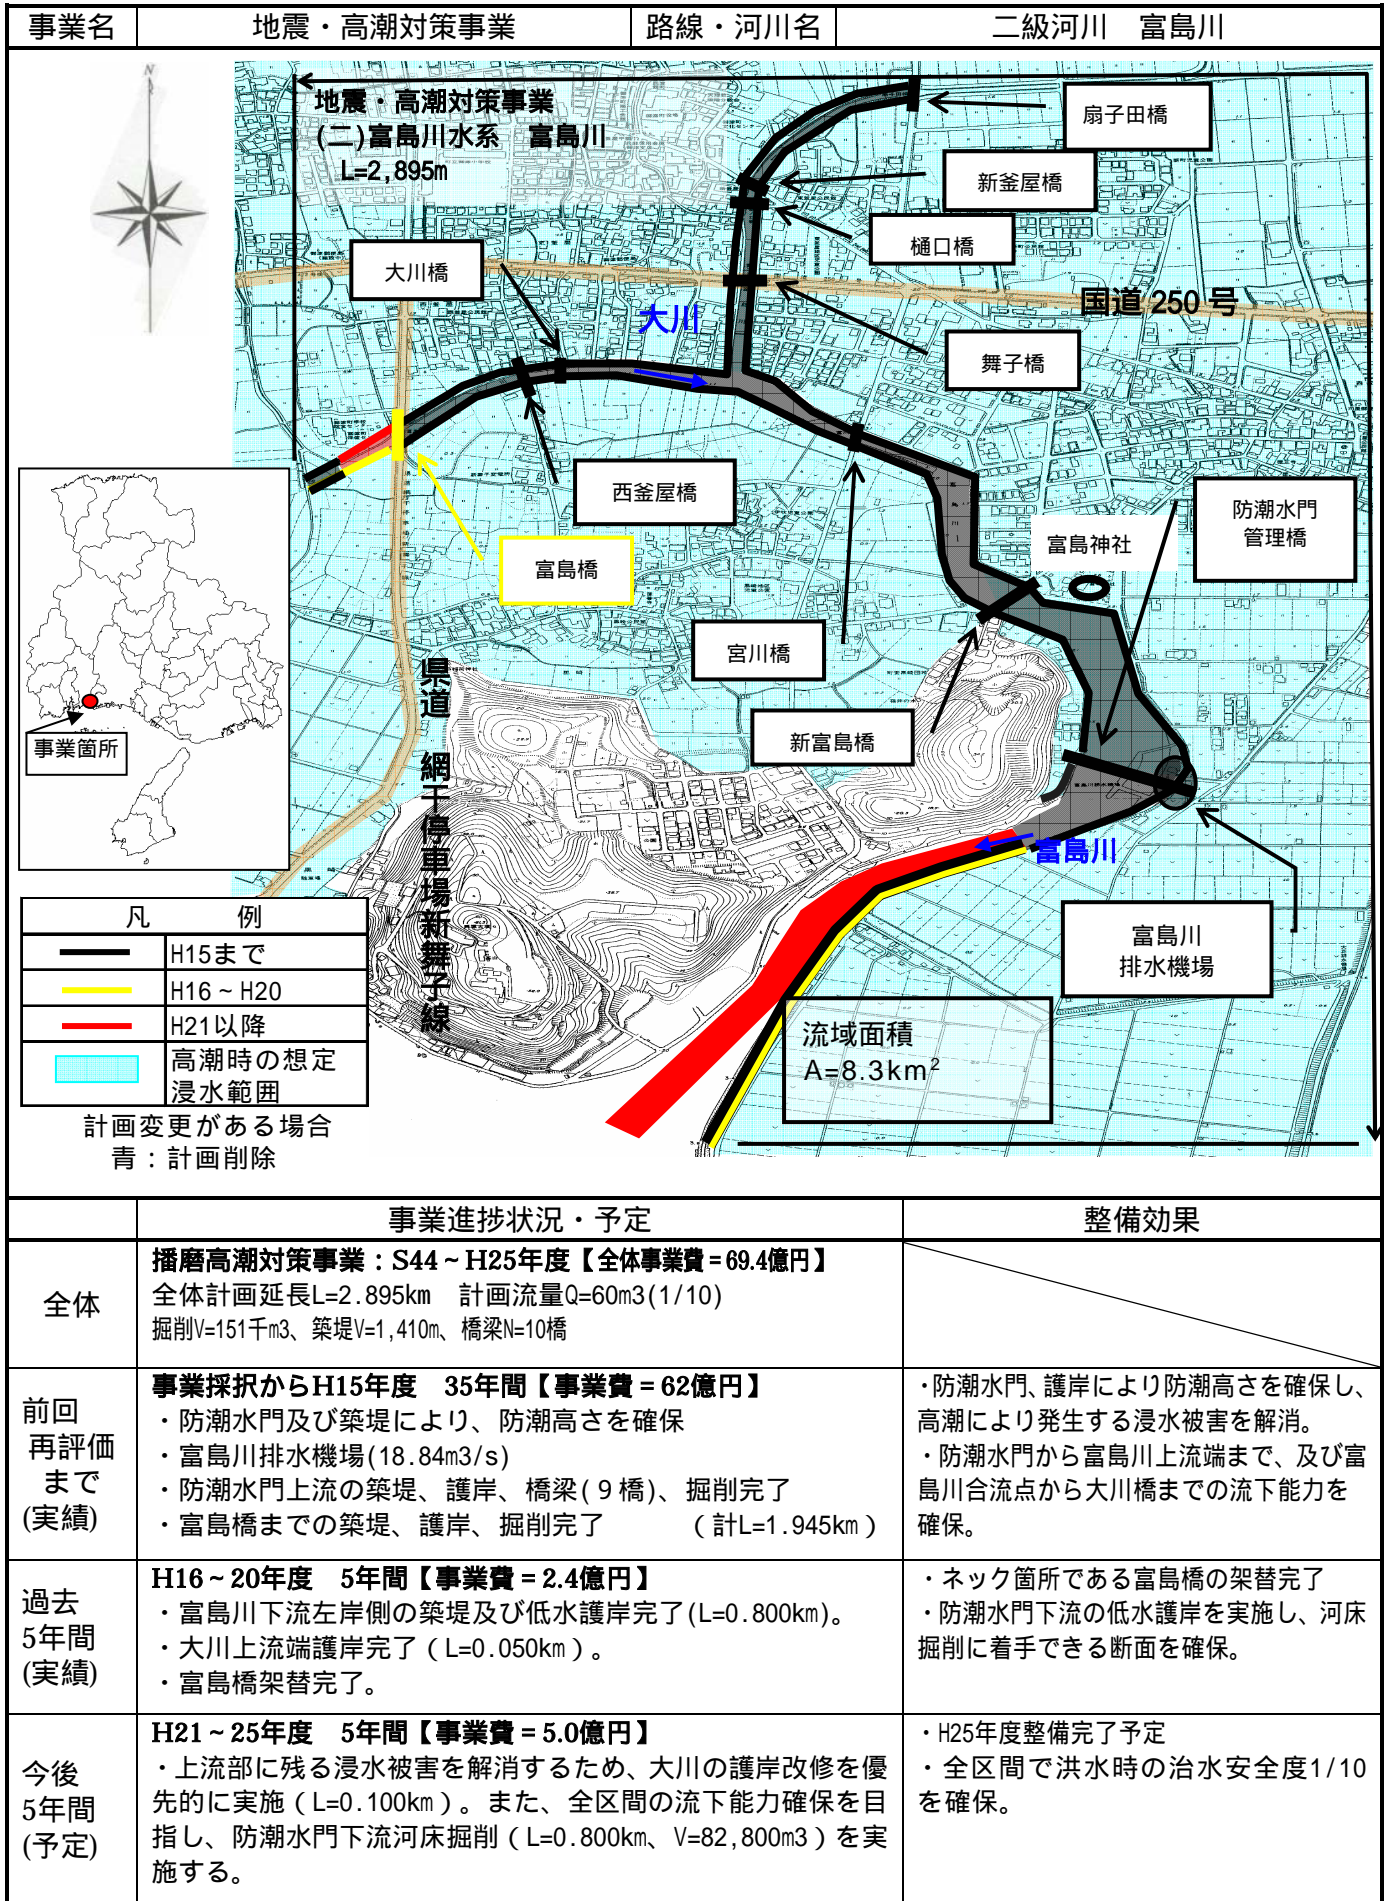 事業名　地震・高潮対策事業　路線・河川名　二級河川　富島川
N
地震・高潮対策事業
(二)富島川水系　富島川
L=2,895m
扇子田橋
新釜屋橋
樋口橋
大川橋
国道250号
大川
舞子橋
西釜屋橋
防潮水門
管理橋
富島神社
富島橋
宮川橋
新富島橋
県道　網干停車場新舞子線
事業箇所
富島川
富島川
排水機場
流域面積
A=8.3km²
凡　例
H15まで
H16～H20
H21以降
高潮時の想定
浸水範囲
計画変更がある場合
青：計画削除
事業進捗状況・予定　整備効果
全体
播磨高潮対策事業：S44～H25年度【全体事業費＝69.4億円】
全体計画延長L=2.895km　計画流量Q=60m3(1/10)
掘削V=151千m3、築堤V=1,410m、橋梁N=10橋
前回
再評価
まで
(実績)
事業採択からH15年度　35年間【事業費＝62億円】
・防潮水門及び築堤により、防潮高さを確保
・富島川排水機場(18.84m3/s)
・防潮水門上流の築堤、護岸、橋梁(９橋)、掘削完了
・富島橋までの築堤、護岸、掘削完了　（計L=1.945km）
・防潮水門、護岸により防潮高さを確保し、
高潮により発生する浸水被害を解消。
・防潮水門から富島川上流端まで、及び富
島川合流点から大川橋までの流下能力を
確保。
過去
5年間
(実績)
H16～20年度　5年間【事業費＝2.4億円】
・富島川下流左岸側の築堤及び低水護岸完了(L=0.800km)。
・大川上流端護岸完了（L=0.050km）。
・富島橋架替完了。
・ネック箇所である富島橋の架替完了
・防潮水門下流の低水護岸を実施し、河床
掘削に着手できる断面を確保。
今後
5年間
(予定)
H21～25年度　5年間【事業費＝5.0億円】
・上流部に残る浸水被害を解消するため、大川の護岸改修を優
先的に実施（L=0.100km）。また、全区間の流下能力確保を目
指し、防潮水門下流河床掘削（L=0.800km、V=82,800m3）を実
施する。
・H25年度整備完了予定
・全区間で洪水時の治水安全度1/10
を確保。